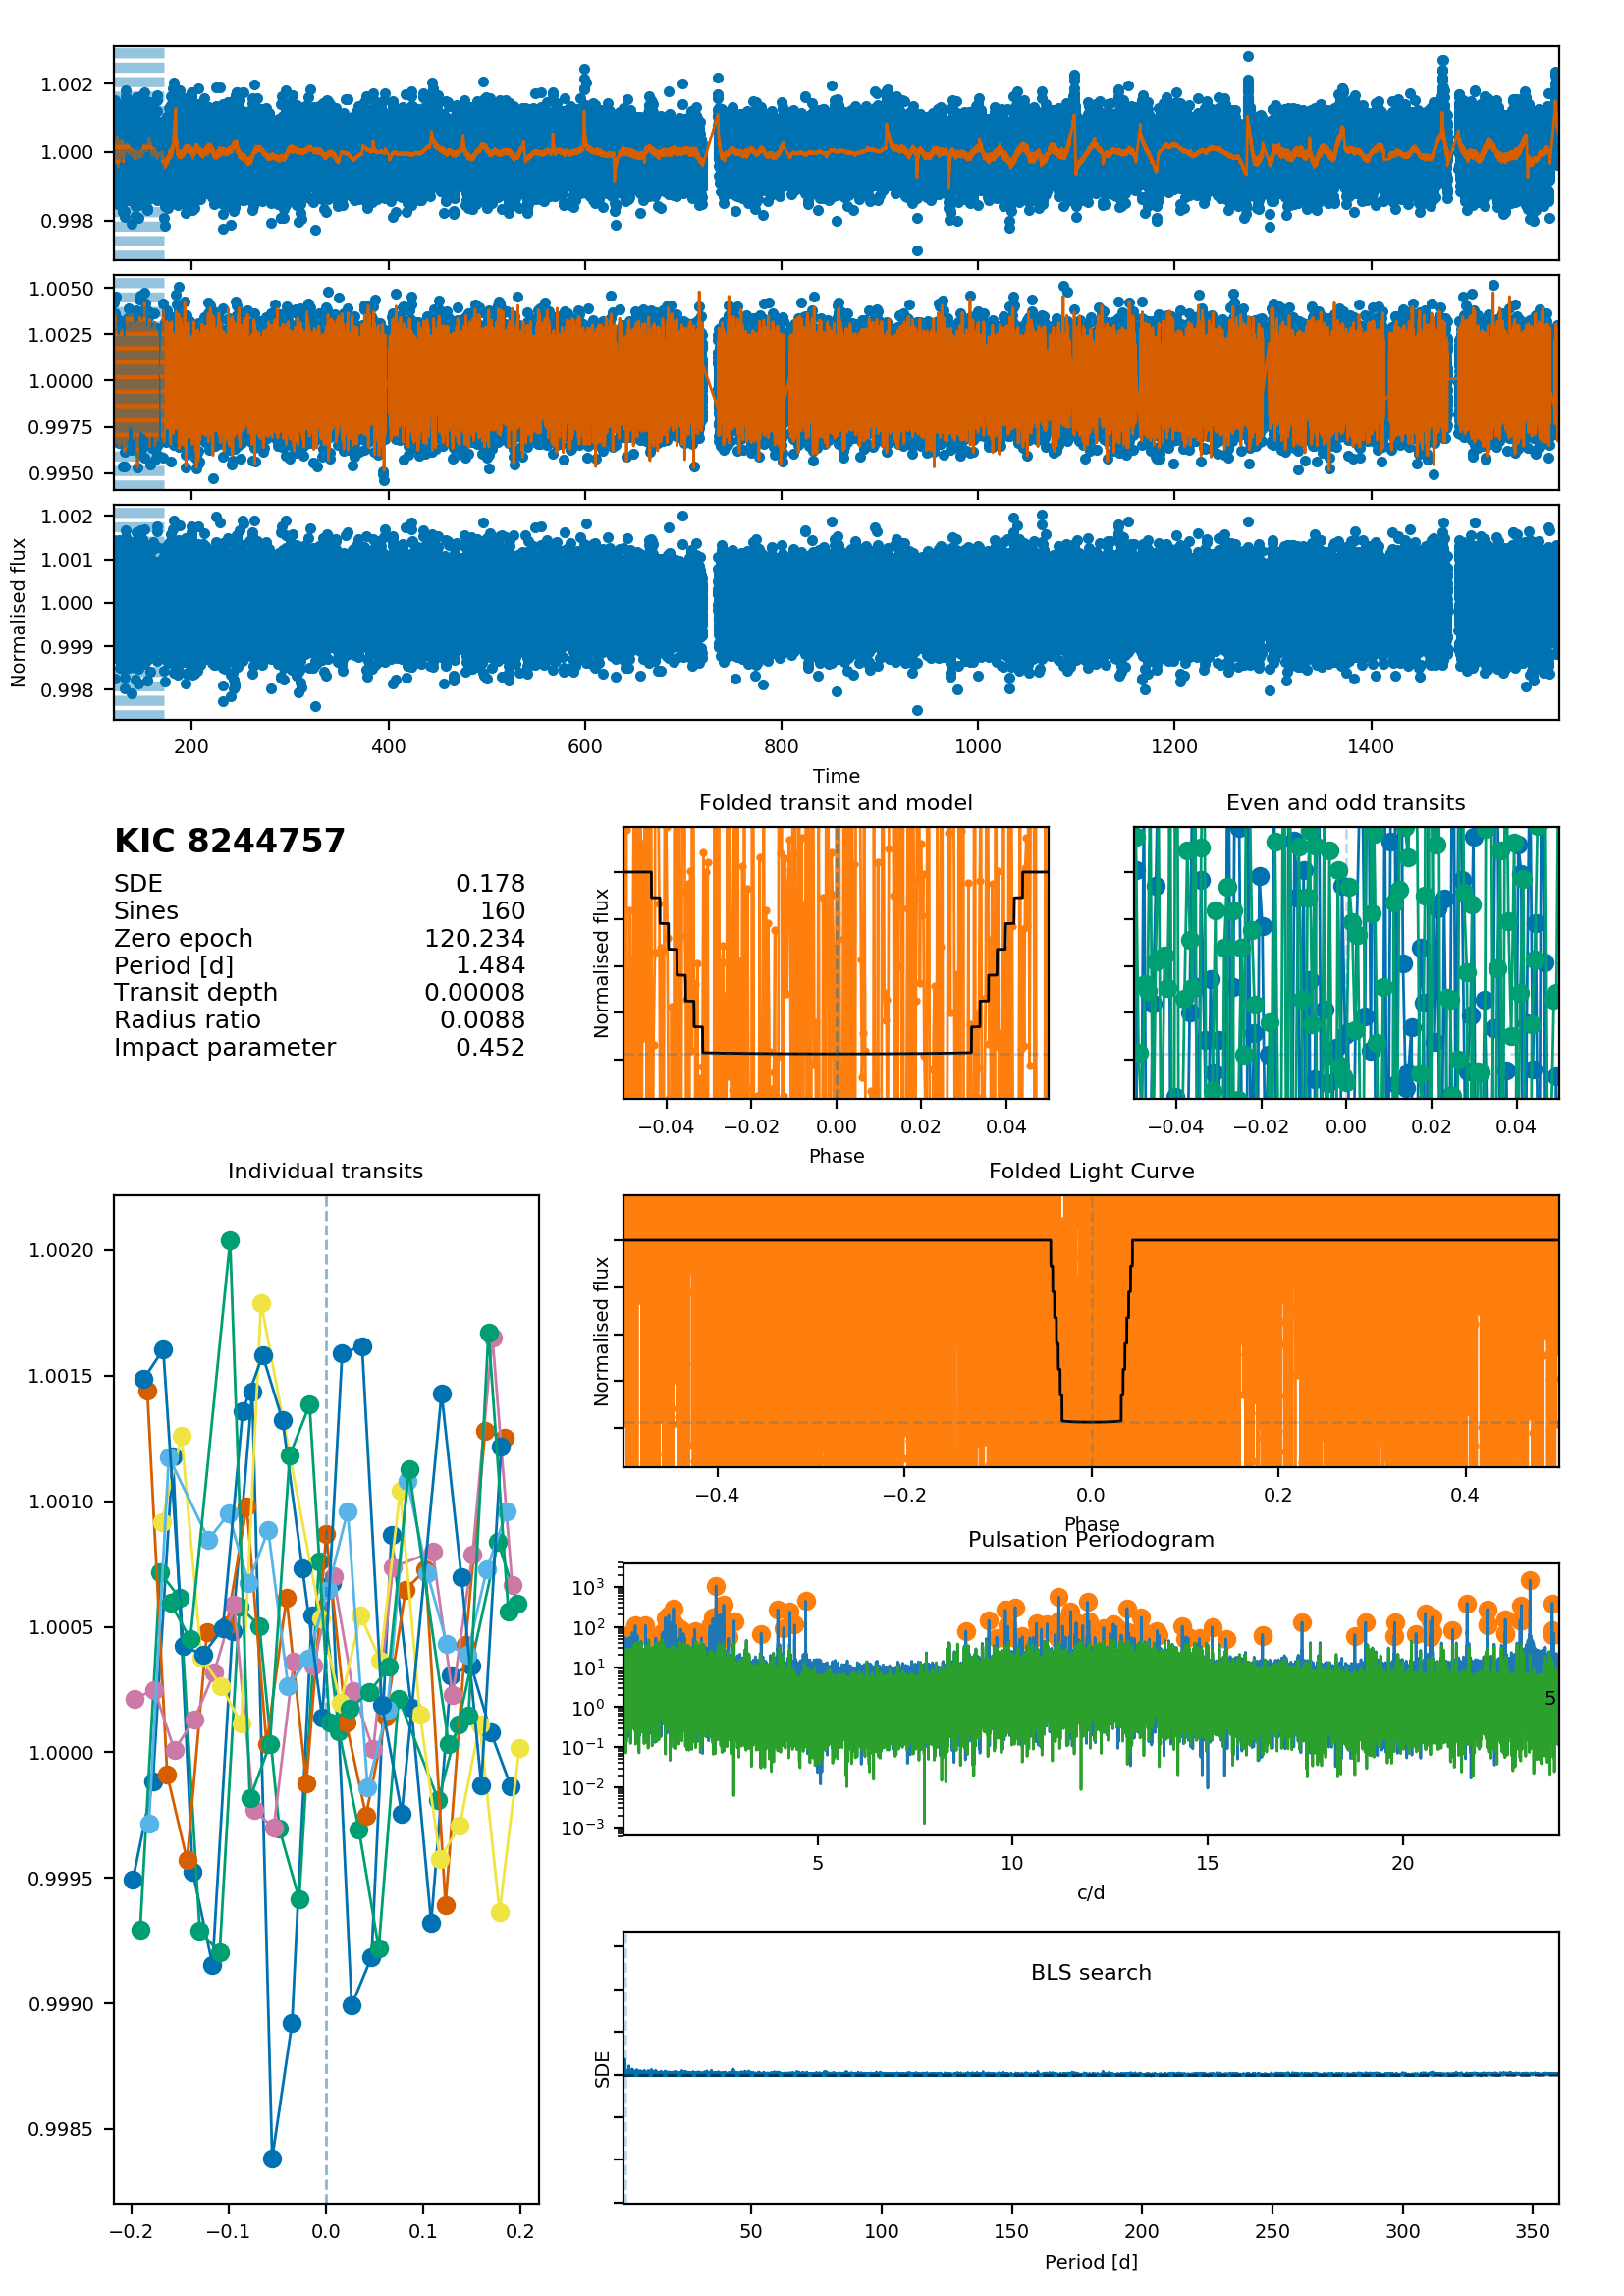 1.002
1.000
0.998
1.0050
1.0025
1.0000
0.9975
0.9950
1.002
1.001
1.000
0.999
0.998
Normalised flux
200 400 600 800 1000 1200 1400
Time
KIC 8244757
SDE 0.178
Sines 160
Zero epoch 120.234
Period [d] 1.484
Transit depth 0.00008
Radius ratio 0.0088
Impact parameter 0.452
Folded transit and model
Normalised flux
−0.04 −0.02 0.00 0.02 0.04
Phase
Even and odd transits
−0.04 −0.02 0.00 0.02 0.04
Individual transits
1.0020
1.0015
1.0010
1.0005
1.0000
0.9995
0.9990
0.9985
−0.2 −0.1 0.0 0.1 0.2
Folded Light Curve
Normalised flux
−0.4 −0.2 0.0 0.2 0.4
Phase
Pulsation Periodogram
10³
10²
10¹
10⁰
10⁻¹
10⁻²
10⁻³
5
5 10 15 20
c/d
BLS search
SDE
50 100 150 200 250 300 350
Period [d]